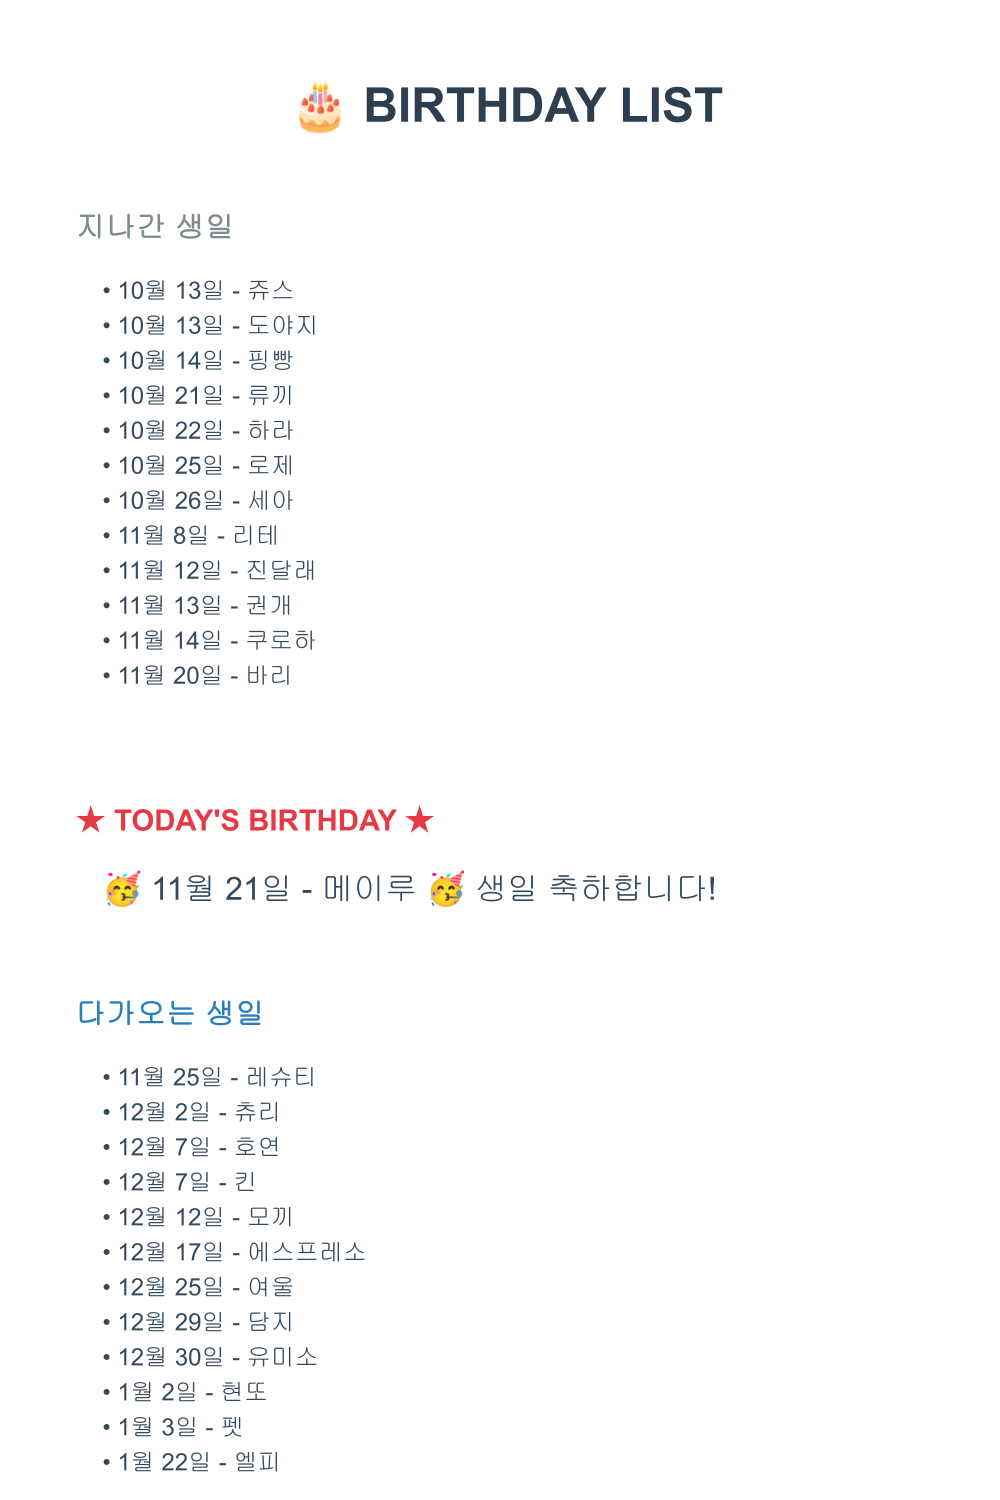 🎂 BIRTHDAY LIST
지나간 생일
• 10월 13일 - 쥬스
• 10월 13일 - 도야지
• 10월 14일 - 핑빵
• 10월 21일 - 류끼
• 10월 22일 - 하라
• 10월 25일 - 로제
• 10월 26일 - 세아
• 11월 8일 - 리테
• 11월 12일 - 진달래
• 11월 13일 - 권개
• 11월 14일 - 쿠로하
• 11월 20일 - 바리
★ TODAY'S BIRTHDAY ★
🥳 11월 21일 - 메이루 🥳 생일 축하합니다!
다가오는 생일
• 11월 25일 - 레슈티
• 12월 2일 - 츄리
• 12월 7일 - 호연
• 12월 7일 - 킨
• 12월 12일 - 모끼
• 12월 17일 - 에스프레소
• 12월 25일 - 여울
• 12월 29일 - 담지
• 12월 30일 - 유미소
• 1월 2일 - 현또
• 1월 3일 - 펫
• 1월 22일 - 엘피